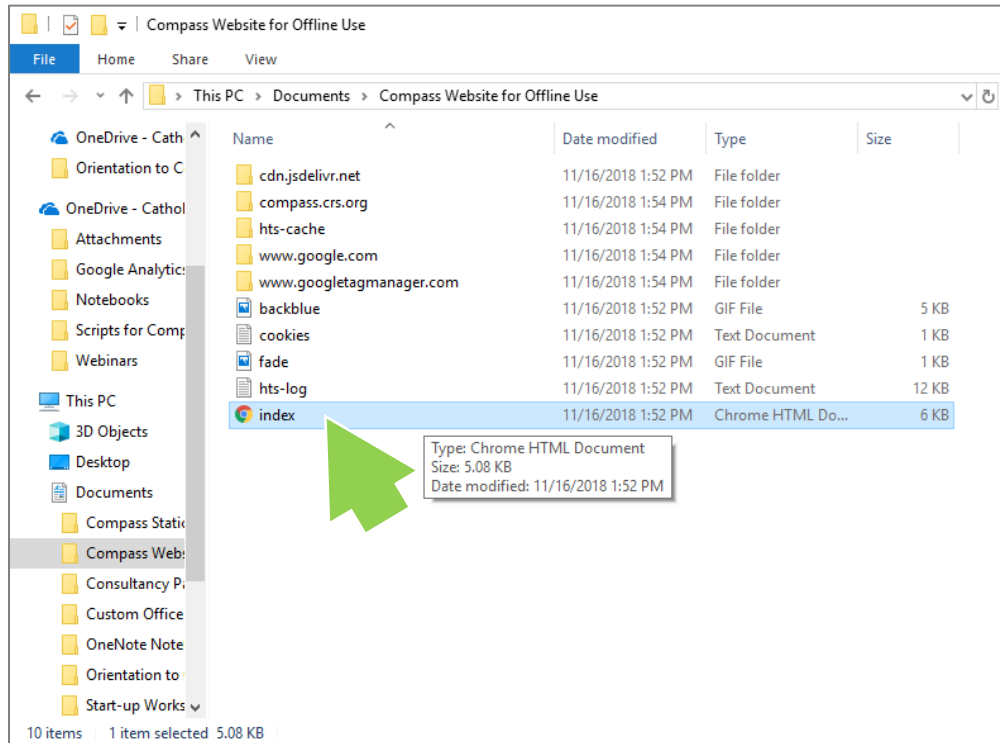 Compass Website for Offline Use
File Home Share View
This PC > Documents > Compass Website for Offline Use
OneDrive - Cath
Orientation to C
OneDrive - Cathol
Attachments
Google Analytics
Notebooks
Scripts for Comp
Webinars
This PC
3D Objects
Desktop
Documents
Compass Static
Compass Webs
Consultancy Pa
Custom Office
OneNote Note
Orientation to
Start-up Works
Name Date modified Type Size
cdn.jsdelivr.net 11/16/2018 1:52 PM File folder
compass.crs.org 11/16/2018 1:54 PM File folder
hts-cache 11/16/2018 1:54 PM File folder
www.google.com 11/16/2018 1:54 PM File folder
www.googletagmanager.com 11/16/2018 1:54 PM File folder
backblue 11/16/2018 1:52 PM GIF File 5 KB
cookies 11/16/2018 1:52 PM Text Document 1 KB
fade 11/16/2018 1:52 PM GIF File 1 KB
hts-log 11/16/2018 1:52 PM Text Document 12 KB
index 11/16/2018 1:52 PM Chrome HTML Do... 6 KB
Type: Chrome HTML Document
Size: 5.08 KB
Date modified: 11/16/2018 1:52 PM
10 items 1 item selected 5.08 KB